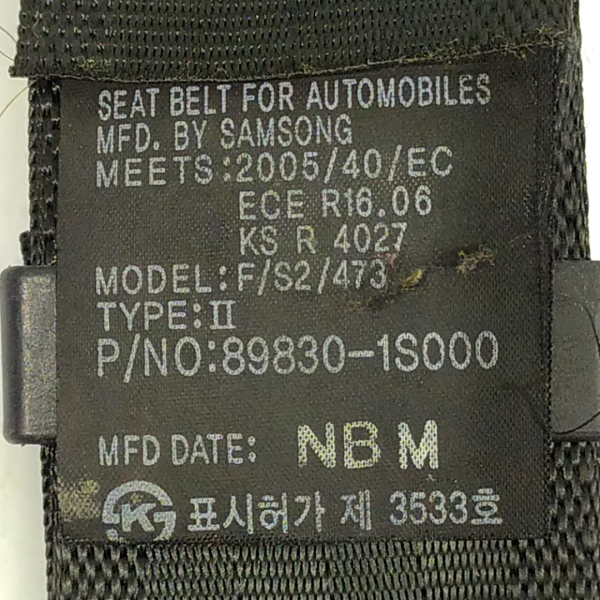 SEAT BELT FOR AUTOMOBILES
MFD. BY SAMSONG
MEETS:2005/40/EC
ECE R16.06
KS R 4027
MODEL:F/S2/473
TYPE:II
P/NO:89830-1S000
MFD DATE: NB M
표시허가 제 3533호